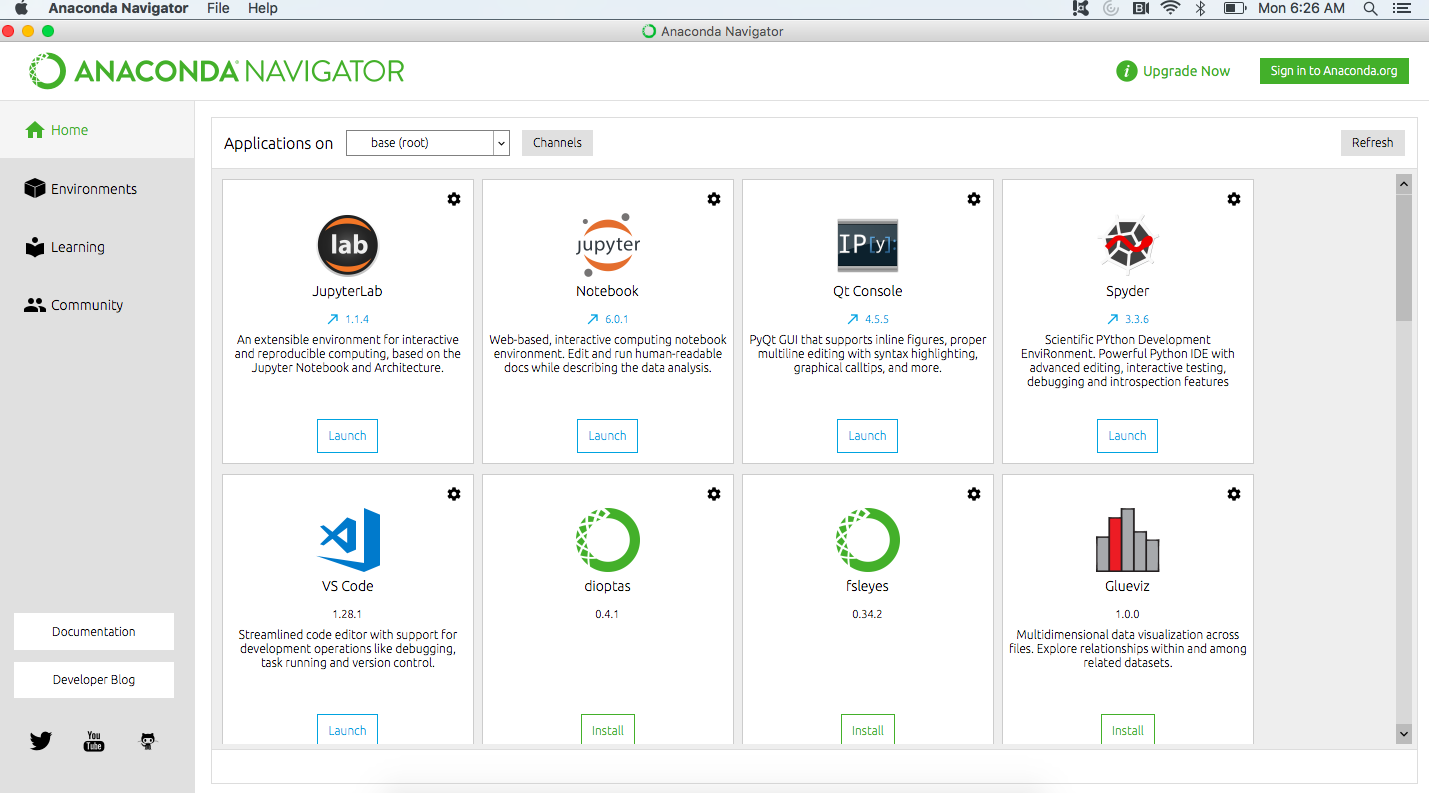 Anaconda Navigator File Help Mon 6:26 AM
Anaconda Navigator
ANACONDA NAVIGATOR
Upgrade Now
Sign in to Anaconda.org
Home
Environments
Learning
Community
Documentation
Developer Blog
You
Tube
Applications on base (root) Channels Refresh
lab
JupyterLab
1.1.4
An extensible environment for interactive
and reproducible computing, based on the
Jupyter Notebook and Architecture.
Launch
jupyter
Notebook
6.0.1
Web-based, interactive computing notebook
environment. Edit and run human-readable
docs while describing the data analysis.
Launch
IP[y]:
Qt Console
4.5.5
PyQt GUI that supports inline figures, proper
multiline editing with syntax highlighting,
graphical calltips, and more.
Launch
Spyder
3.3.6
Scientific PYthon Development
EnviRonment. Powerful Python IDE with
advanced editing, interactive testing,
debugging and introspection features
Launch
VS Code
1.28.1
Streamlined code editor with support for
development operations like debugging,
task running and version control.
Launch
dioptas
0.4.1
Install
fsleyes
0.34.2
Install
Glueviz
1.0.0
Multidimensional data visualization across
files. Explore relationships within and among
related datasets.
Install